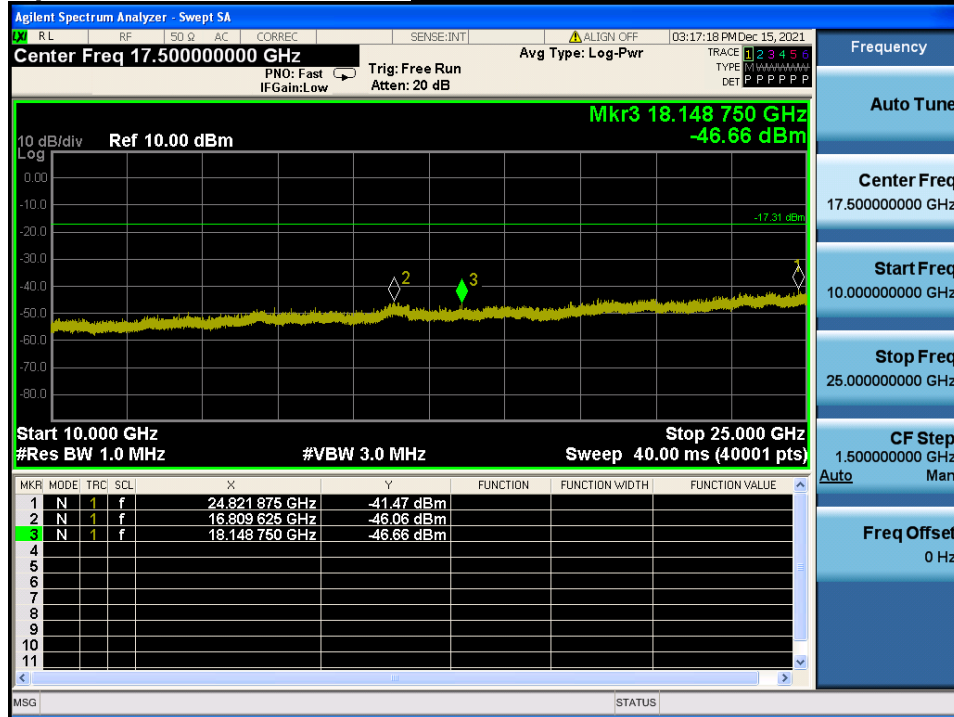 Agilent Spectrum Analyzer - Swept SA
LXI RL RF 50 Ω AC CORREC SENSE:INT ALIGN OFF 03:17:18 PM Dec 15, 2021
Center Freq 17.500000000 GHz
PNO: Fast
IFGain:Low
Trig: Free Run
Atten: 20 dB
Avg Type: Log-Pwr
TRACE 1 2 3 4 5 6
TYPE M W W W W W
DET P P P P P P
Mkr3 18.148 750 GHz
-46.66 dBm
10 dB/div
Log
Ref 10.00 dBm
0.00
-10.0
-17.31 dBm
-20.0
-30.0
1
2
3
-40.0
-50.0
-60.0
-70.0
-80.0
Start 10.000 GHz
Stop 25.000 GHz
#Res BW 1.0 MHz
#VBW 3.0 MHz
Sweep 40.00 ms (40001 pts)
MKR MODE TRC SCL X Y FUNCTION FUNCTION WIDTH FUNCTION VALUE
1 N 1 f 24.821 875 GHz -41.47 dBm
2 N 1 f 16.809 625 GHz -46.06 dBm
3 N 1 f 18.148 750 GHz -46.66 dBm
4
5
6
7
8
9
10
11
MSG
STATUS
Frequency
Auto Tune
Center Freq
17.500000000 GHz
Start Freq
10.000000000 GHz
Stop Freq
25.000000000 GHz
CF Step
1.500000000 GHz
Auto Man
Freq Offset
0 Hz